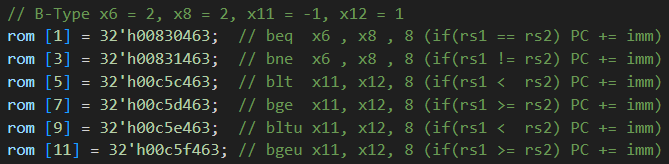 // B-Type x6 = 2, x8 = 2, x11 = -1, x12 = 1
rom [1] = 32'h00830463;  // beq  x6 , x8 , 8 (if(rs1 == rs2) PC += imm)
rom [3] = 32'h00831463;  // bne  x6 , x8 , 8 (if(rs1 != rs2) PC += imm)
rom [5] = 32'h00c5c463;  // blt  x11, x12, 8 (if(rs1 <  rs2) PC += imm)
rom [7] = 32'h00c5d463;  // bge  x11, x12, 8 (if(rs1 >= rs2) PC += imm)
rom [9] = 32'h00c5e463;  // bltu x11, x12, 8 (if(rs1 <  rs2) PC += imm)
rom [11] = 32'h00c5f463; // bgeu x11, x12, 8 (if(rs1 >= rs2) PC += imm)